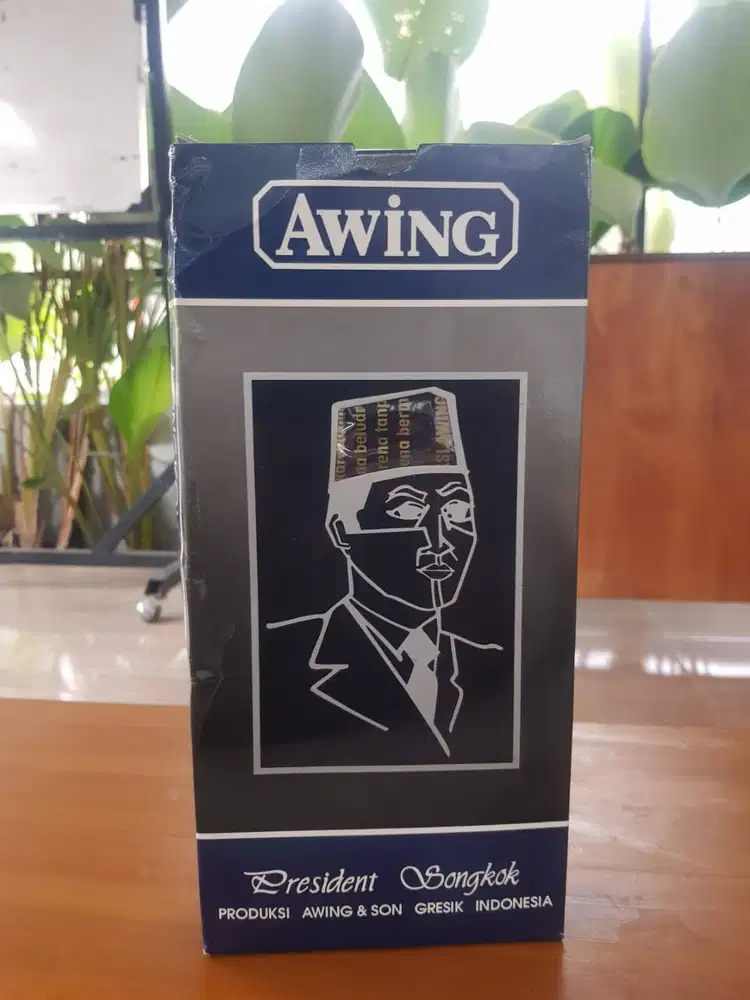 AWING
President Songkok
PRODUKSI AWING & SON GRESIK INDONESIA